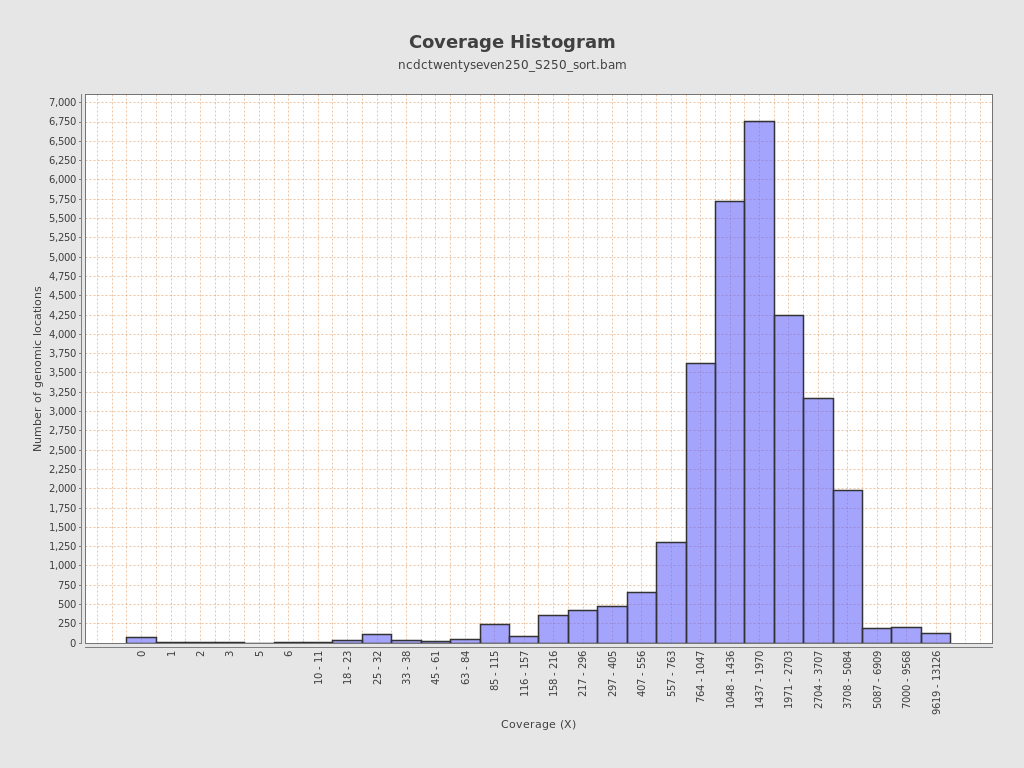 Coverage Histogram
ncdctwentyseven250_S250_sort.bam
Number of genomic locations
7,000
6,750
6,500
6,250
6,000
5,750
5,500
5,250
5,000
4,750
4,500
4,250
4,000
3,750
3,500
3,250
3,000
2,750
2,500
2,250
2,000
1,750
1,500
1,250
1,000
750
500
250
0
0
1
2
3
5
6
10 - 11
18 - 23
25 - 32
33 - 38
45 - 61
63 - 84
85 - 115
116 - 157
158 - 216
217 - 296
297 - 405
407 - 556
557 - 763
764 - 1047
1048 - 1436
1437 - 1970
1971 - 2703
2704 - 3707
3708 - 5084
5087 - 6909
7000 - 9568
9619 - 13126
Coverage (X)